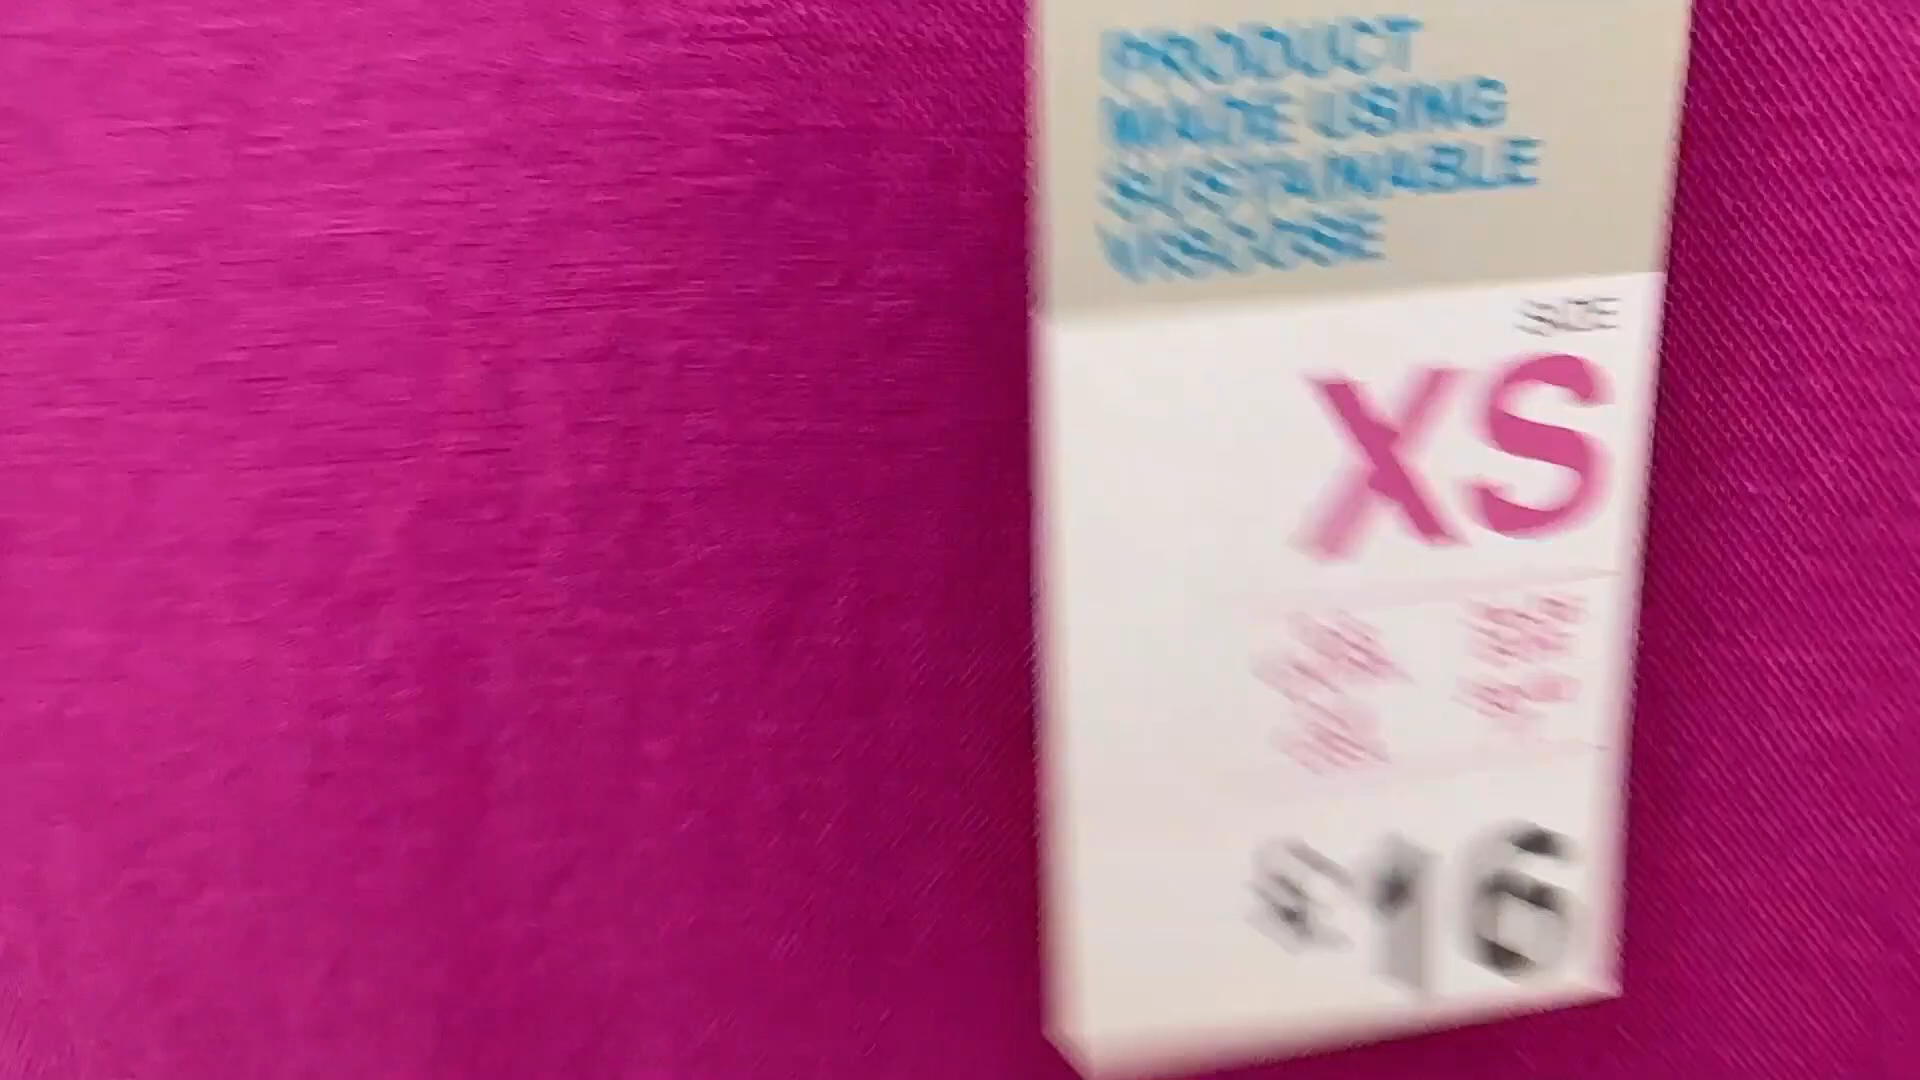 PRODUCT
MADE USING
SUSTAINABLE
VISCOSE
SIZE
XS
16